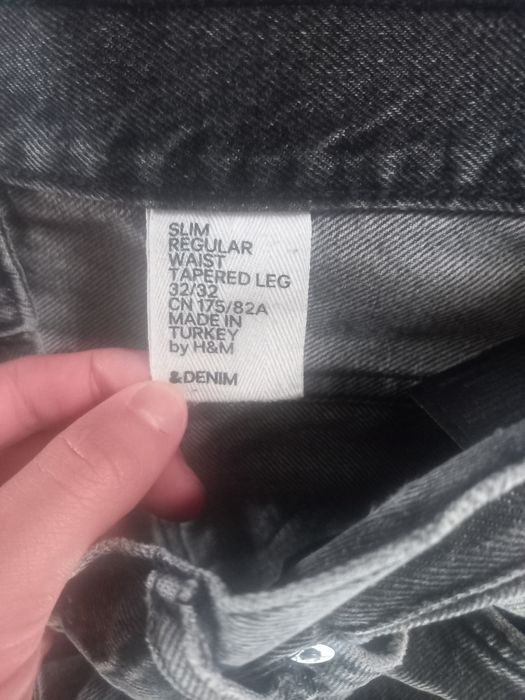 SLIM
REGULAR
WAIST
TAPERED LEG
32/32
CN 175/82A
MADE IN
TURKEY
by H&M
&DENIM